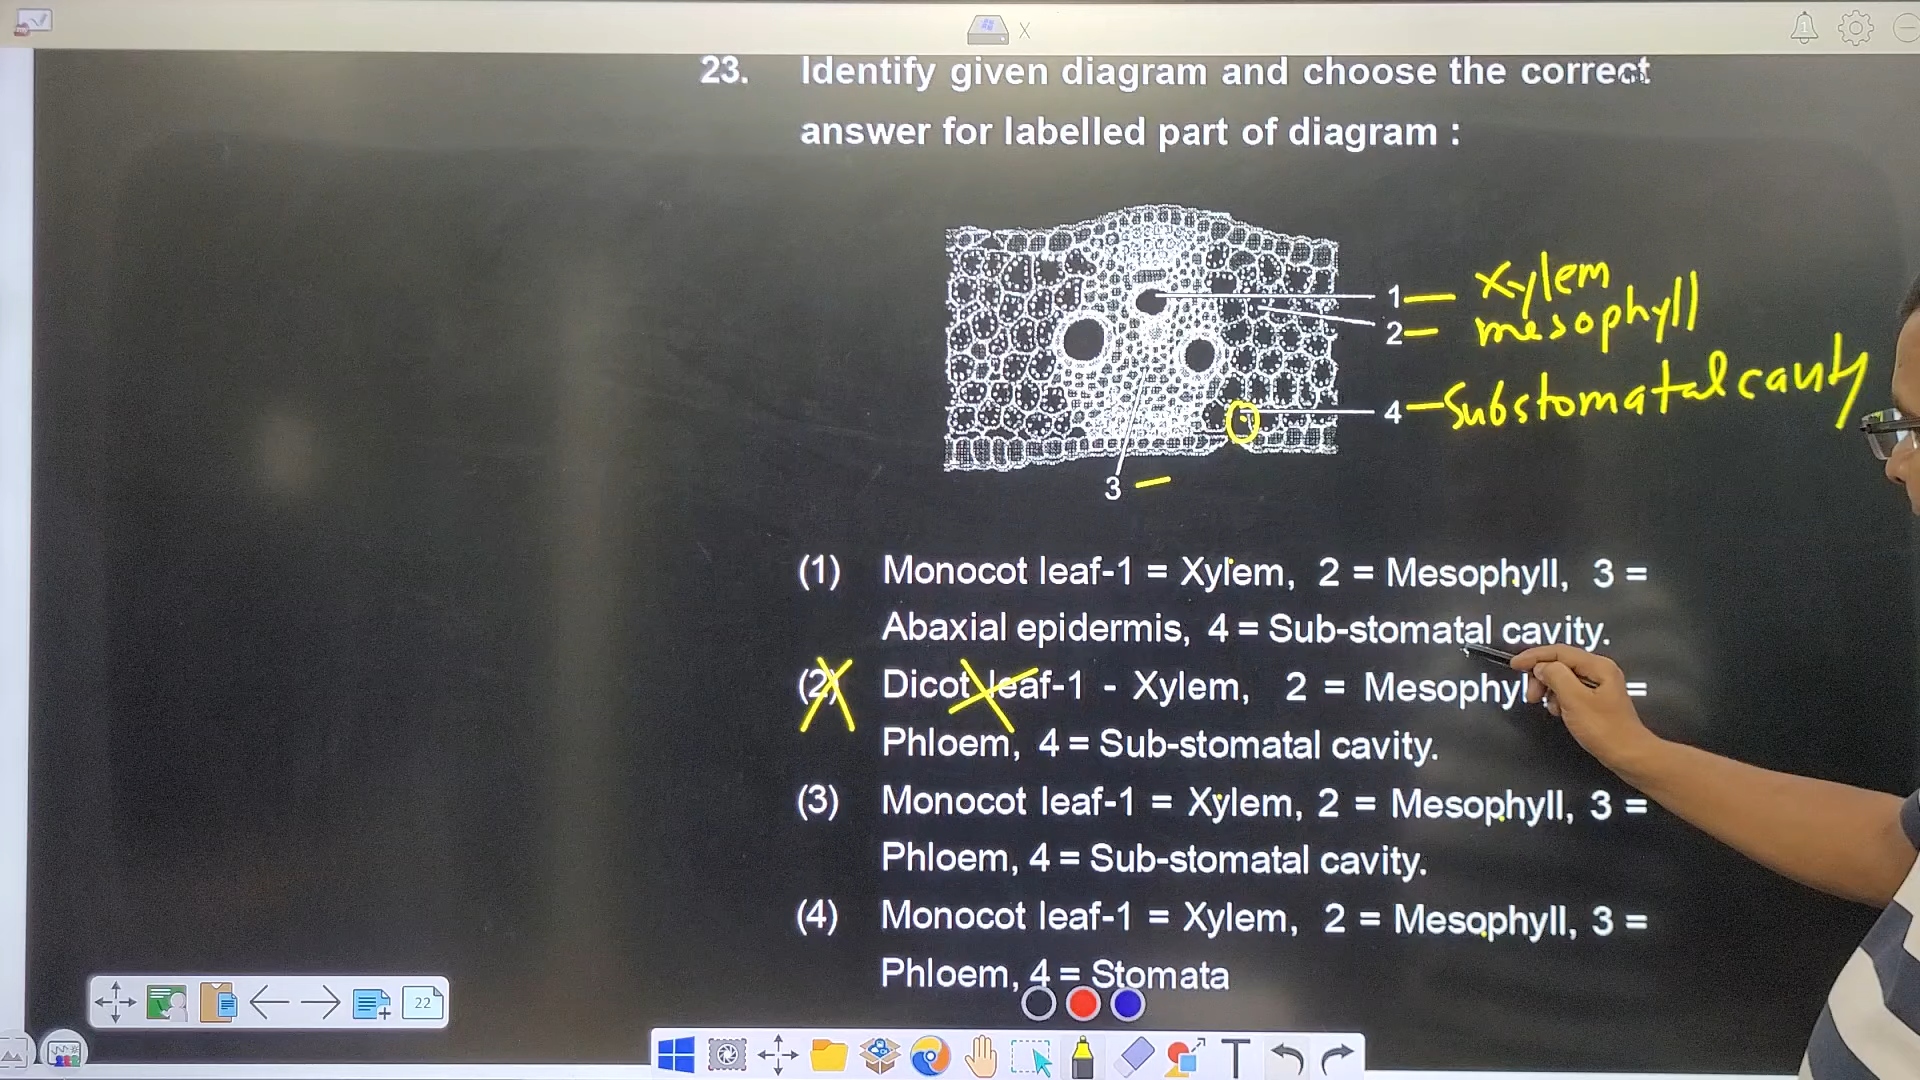 23. Identify given diagram and choose the correct
answer for labelled part of diagram :
1 — xylem
2 — mesophyll
4 — Substomatal cavity
3 —
(1) Monocot leaf-1 = Xylem, 2 = Mesophyll, 3 =
Abaxial epidermis, 4 = Sub-stomatal cavity.
(2) Dicot leaf-1 - Xylem, 2 = Mesophyl =
Phloem, 4 = Sub-stomatal cavity.
(3) Monocot leaf-1 = Xylem, 2 = Mesophyll, 3 =
Phloem, 4 = Sub-stomatal cavity.
(4) Monocot leaf-1 = Xylem, 2 = Mesophyll, 3 =
Phloem, 4 = Stomata
22